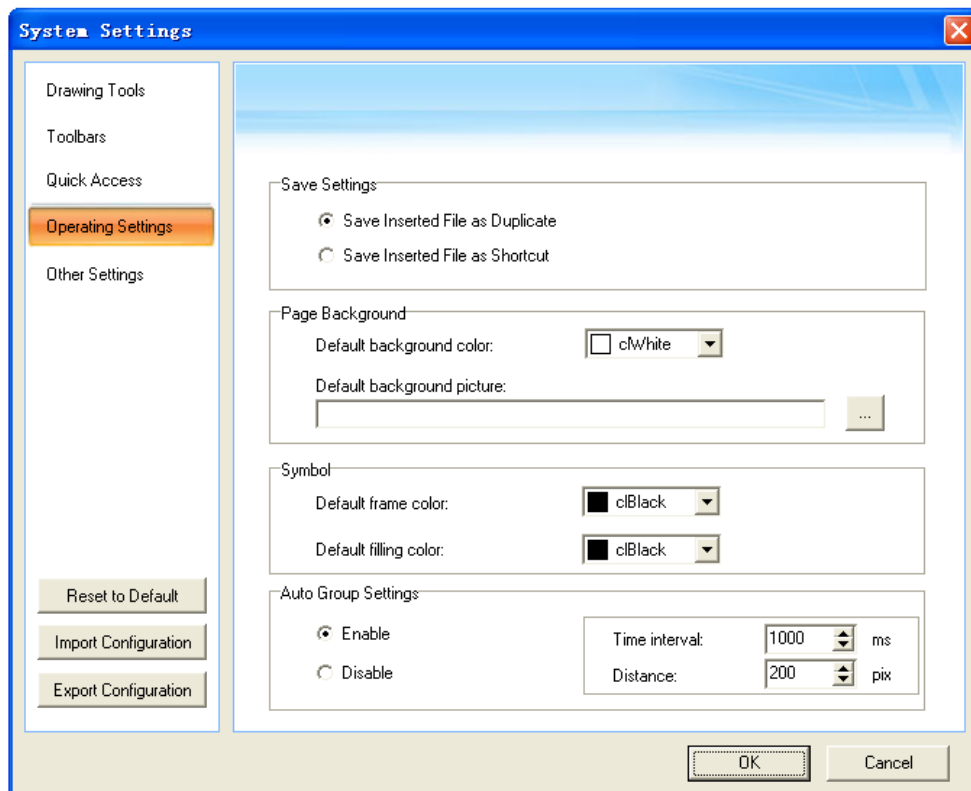 System Settings
Drawing Tools
Toolbars
Quick Access
Operating Settings
Other Settings
Reset to Default
Import Configuration
Export Configuration
Save Settings
Save Inserted File as Duplicate
Save Inserted File as Shortcut
Page Background
Default background color: clWhite
Default background picture:
...
Symbol
Default frame color: clBlack
Default filling color: clBlack
Auto Group Settings
Enable
Disable
Time interval: 1000 ms
Distance: 200 pix
OK Cancel